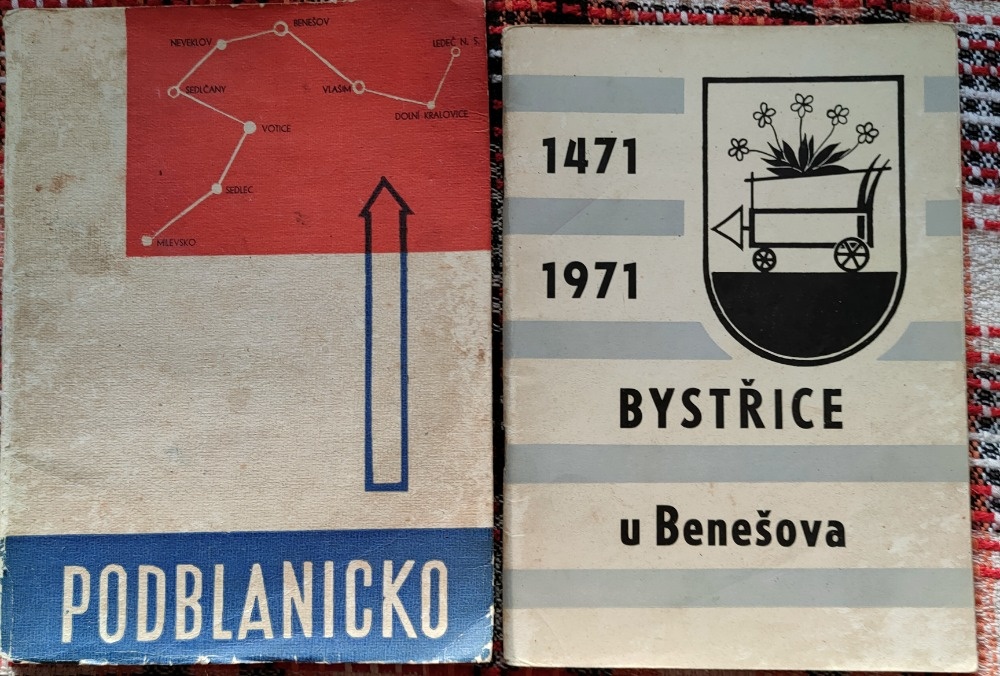 BENEŠOV
NEVEKLOV
LEDEČ N. S.
SEDLČANY
VLAŠIM
DOLNÍ KRALOVICE
VOTICE
SEDLEC
MILEVSKO
PODBLANICKO
1471
1971
BYSTŘICE
u Benešova